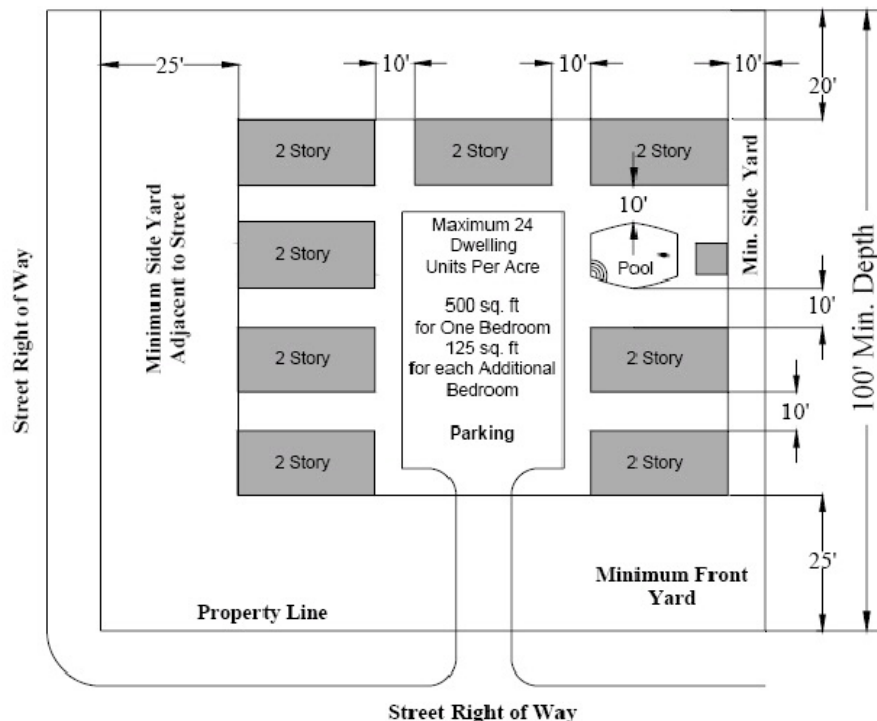 25'
10'
10'
10'
20'
2 Story
2 Story
2 Story
Minimum Side Yard
Adjacent to Street
Street Right of Way
Maximum 24
Dwelling
Units Per Acre
500 sq. ft
for One Bedroom
125 sq. ft
for each Additional
Bedroom
Parking
10'
Pool
Min. Side Yard
100' Min. Depth
2 Story
10'
2 Story
2 Story
10'
2 Story
2 Story
25'
Minimum Front
Yard
Property Line
Street Right of Way